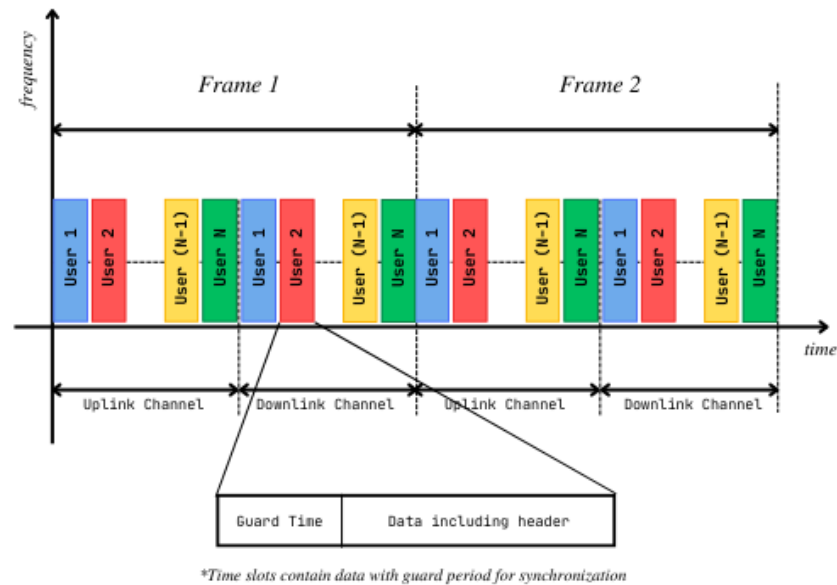 frequency
Frame 1
Frame 2
User 1
User 2
User (N-1)
User N
User 1
User 2
User (N-1)
User N
User 1
User 2
User (N-1)
User N
User 1
User 2
User (N-1)
User N
time
Uplink Channel
Downlink Channel
Uplink Channel
Downlink Channel
Guard Time
Data including header
*Time slots contain data with guard period for synchronization